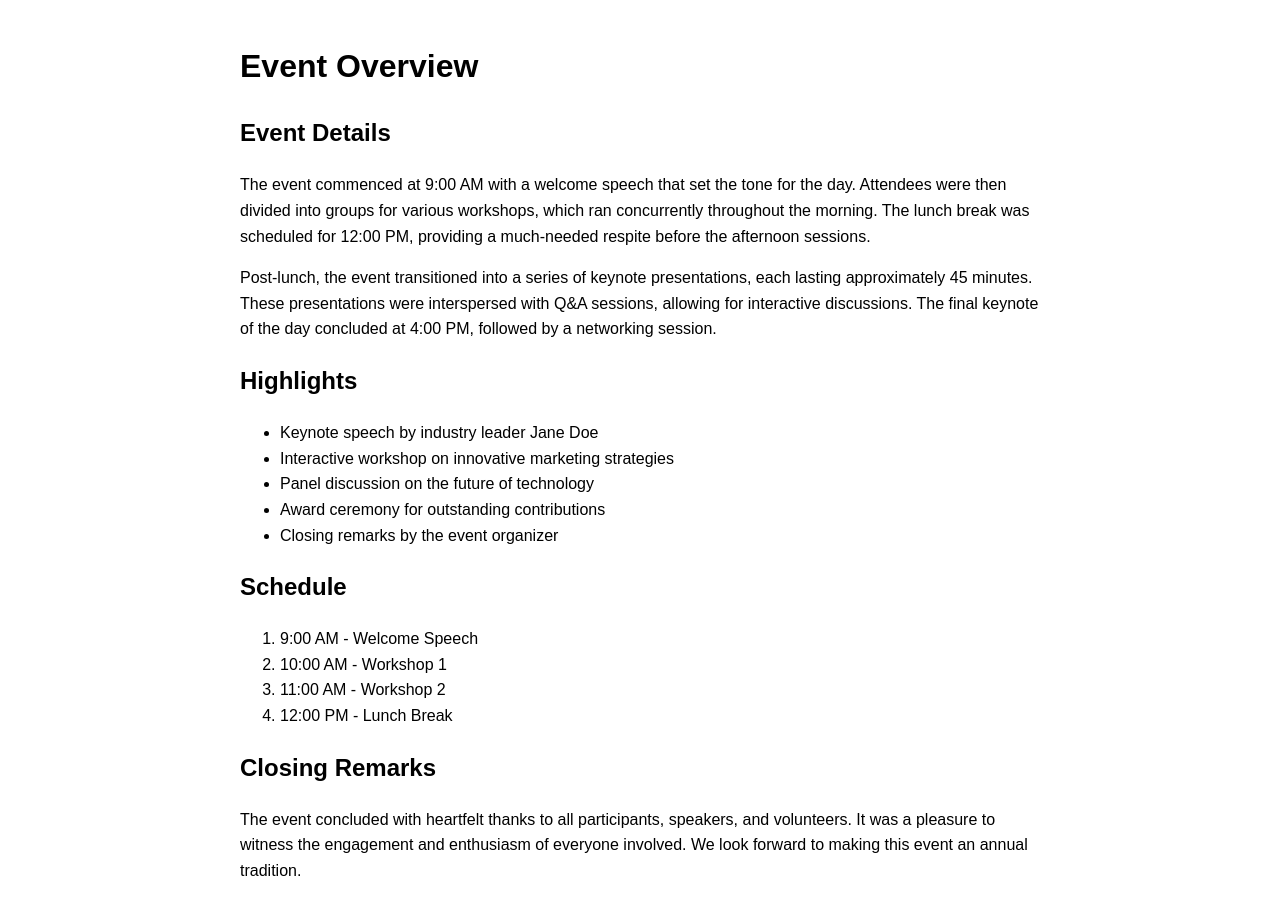 Event Overview
Event Details
The event commenced at 9:00 AM with a welcome speech that set the tone for the day. Attendees were then
divided into groups for various workshops, which ran concurrently throughout the morning. The lunch break was
scheduled for 12:00 PM, providing a much-needed respite before the afternoon sessions.
Post-lunch, the event transitioned into a series of keynote presentations, each lasting approximately 45 minutes.
These presentations were interspersed with Q&A sessions, allowing for interactive discussions. The final keynote
of the day concluded at 4:00 PM, followed by a networking session.
Highlights
• Keynote speech by industry leader Jane Doe
• Interactive workshop on innovative marketing strategies
• Panel discussion on the future of technology
• Award ceremony for outstanding contributions
• Closing remarks by the event organizer
Schedule
1. 9:00 AM - Welcome Speech
2. 10:00 AM - Workshop 1
3. 11:00 AM - Workshop 2
4. 12:00 PM - Lunch Break
Closing Remarks
The event concluded with heartfelt thanks to all participants, speakers, and volunteers. It was a pleasure to
witness the engagement and enthusiasm of everyone involved. We look forward to making this event an annual
tradition.